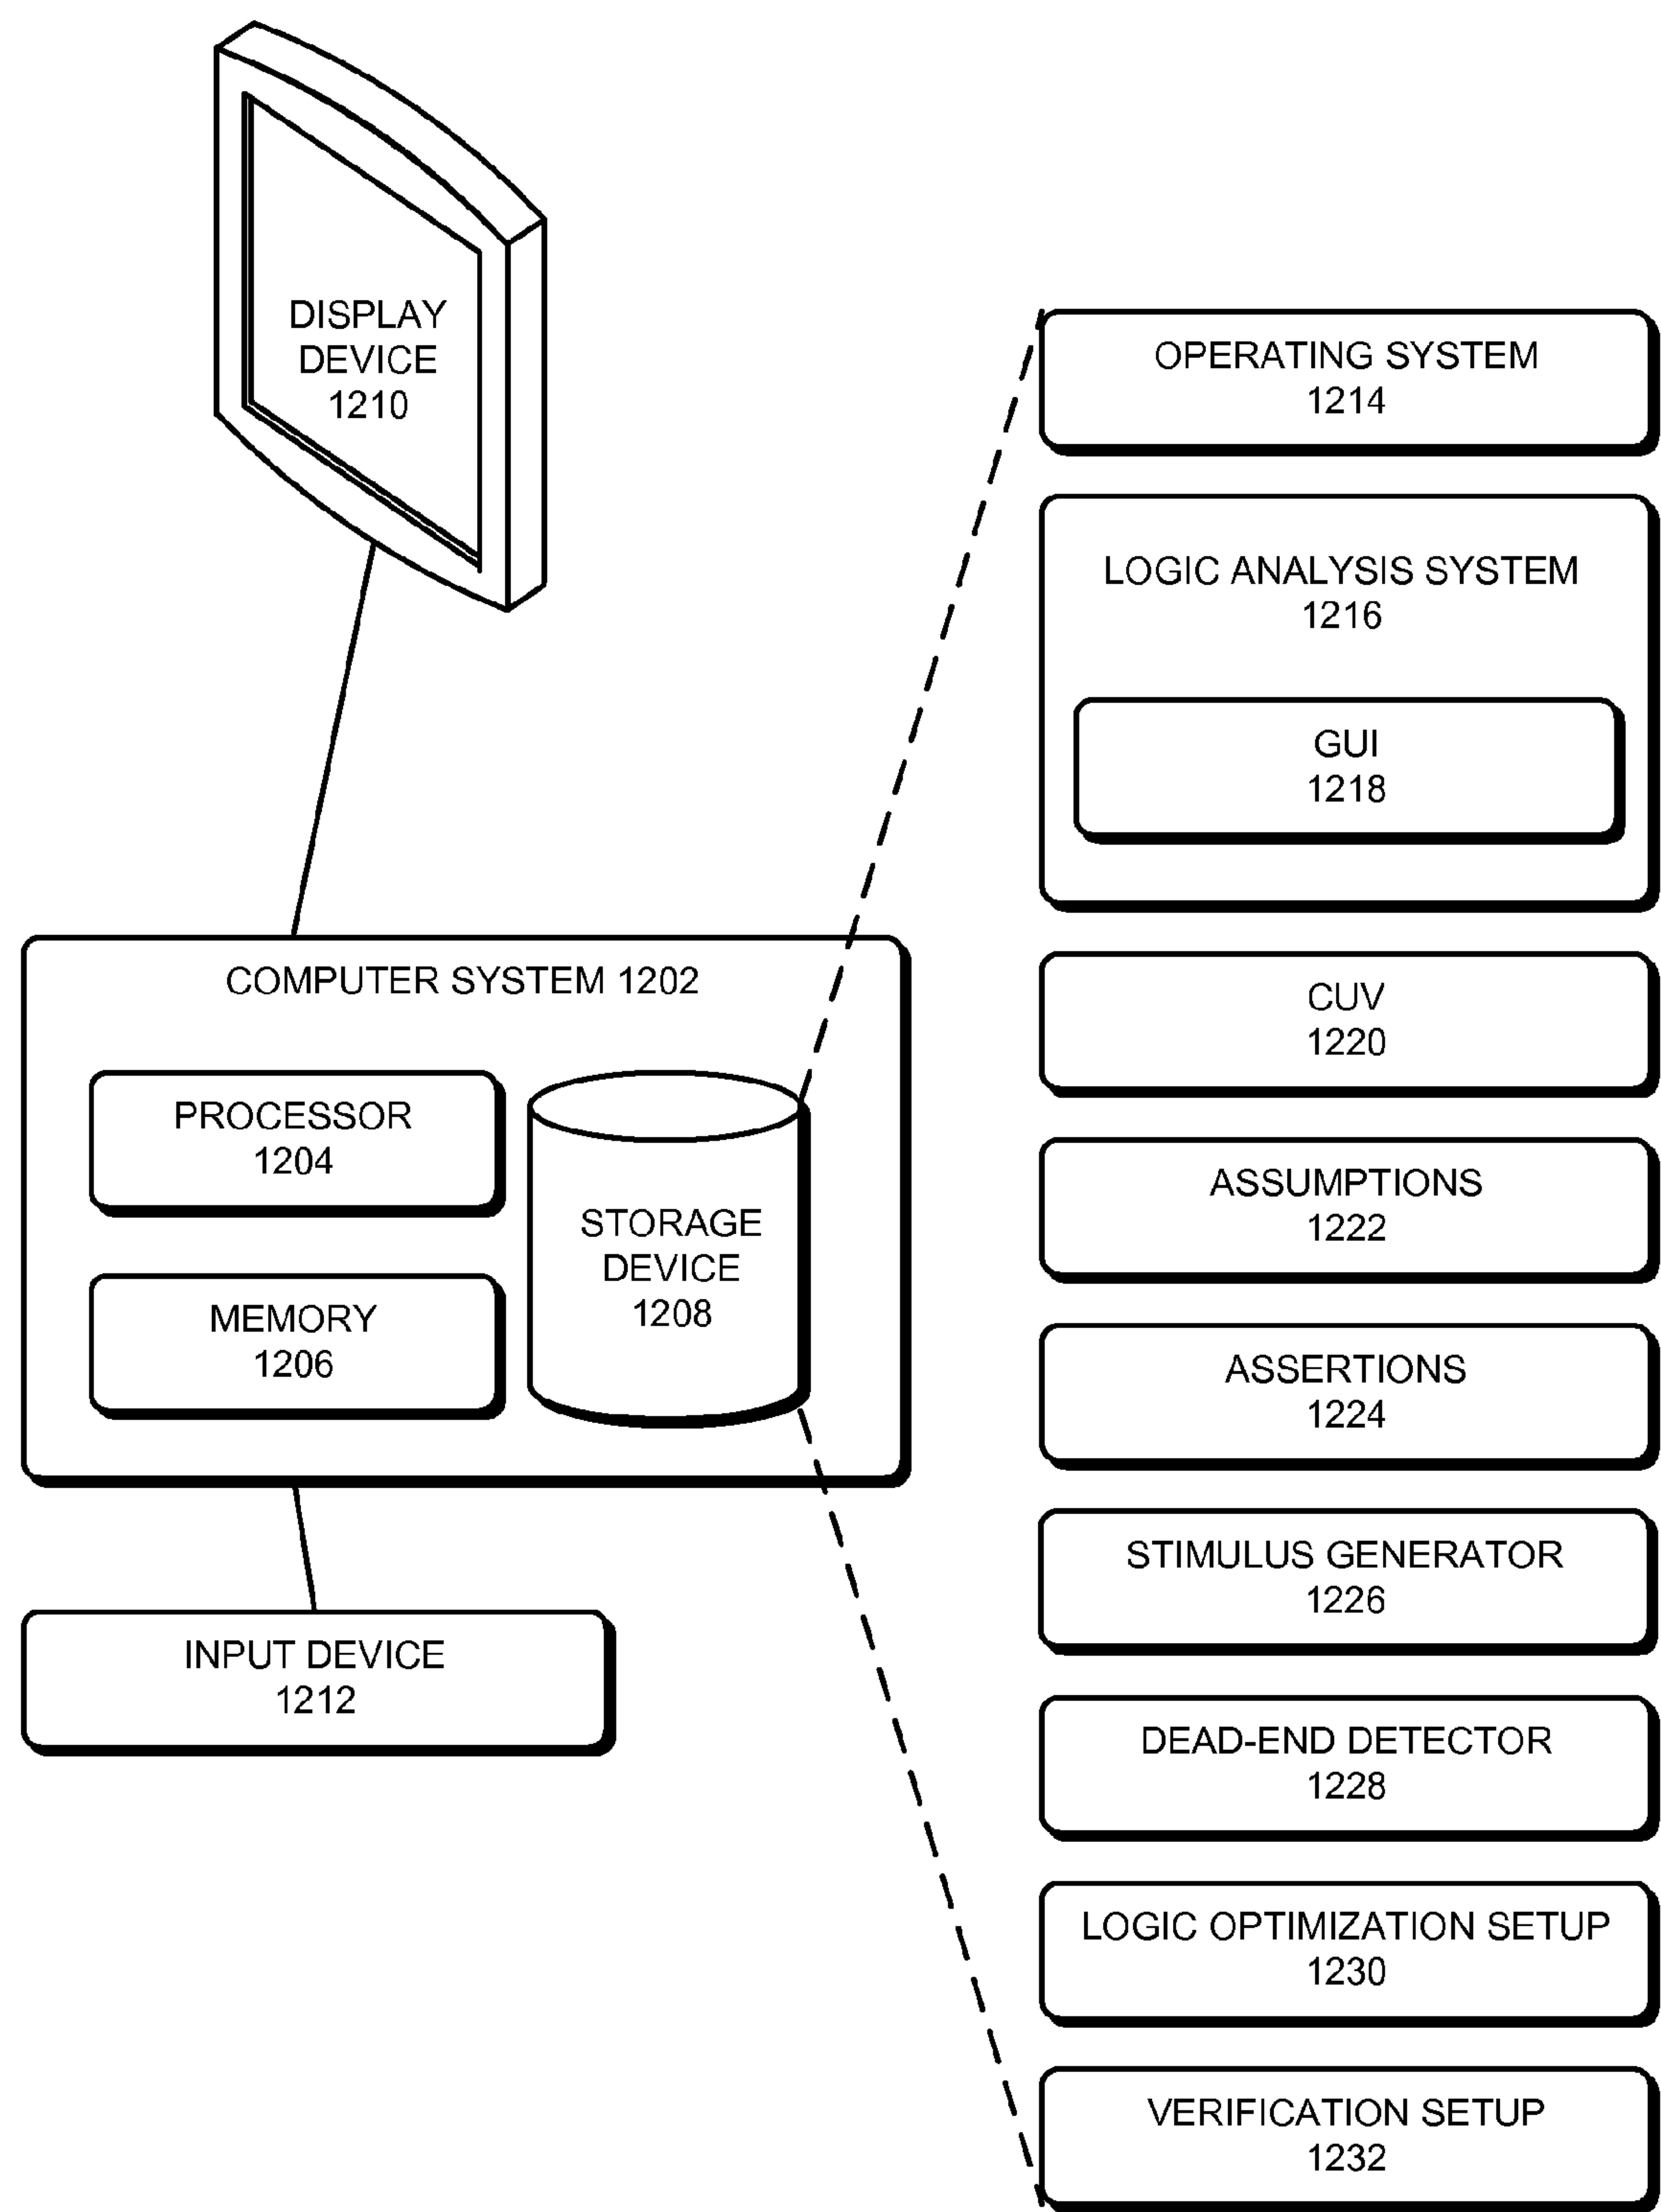 DISPLAY
DEVICE
1210
COMPUTER SYSTEM 1202
PROCESSOR
1204
MEMORY
1206
STORAGE
DEVICE
1208
INPUT DEVICE
1212
OPERATING SYSTEM
1214
LOGIC ANALYSIS SYSTEM
1216
GUI
1218
CUV
1220
ASSUMPTIONS
1222
ASSERTIONS
1224
STIMULUS GENERATOR
1226
DEAD-END DETECTOR
1228
LOGIC OPTIMIZATION SETUP
1230
VERIFICATION SETUP
1232